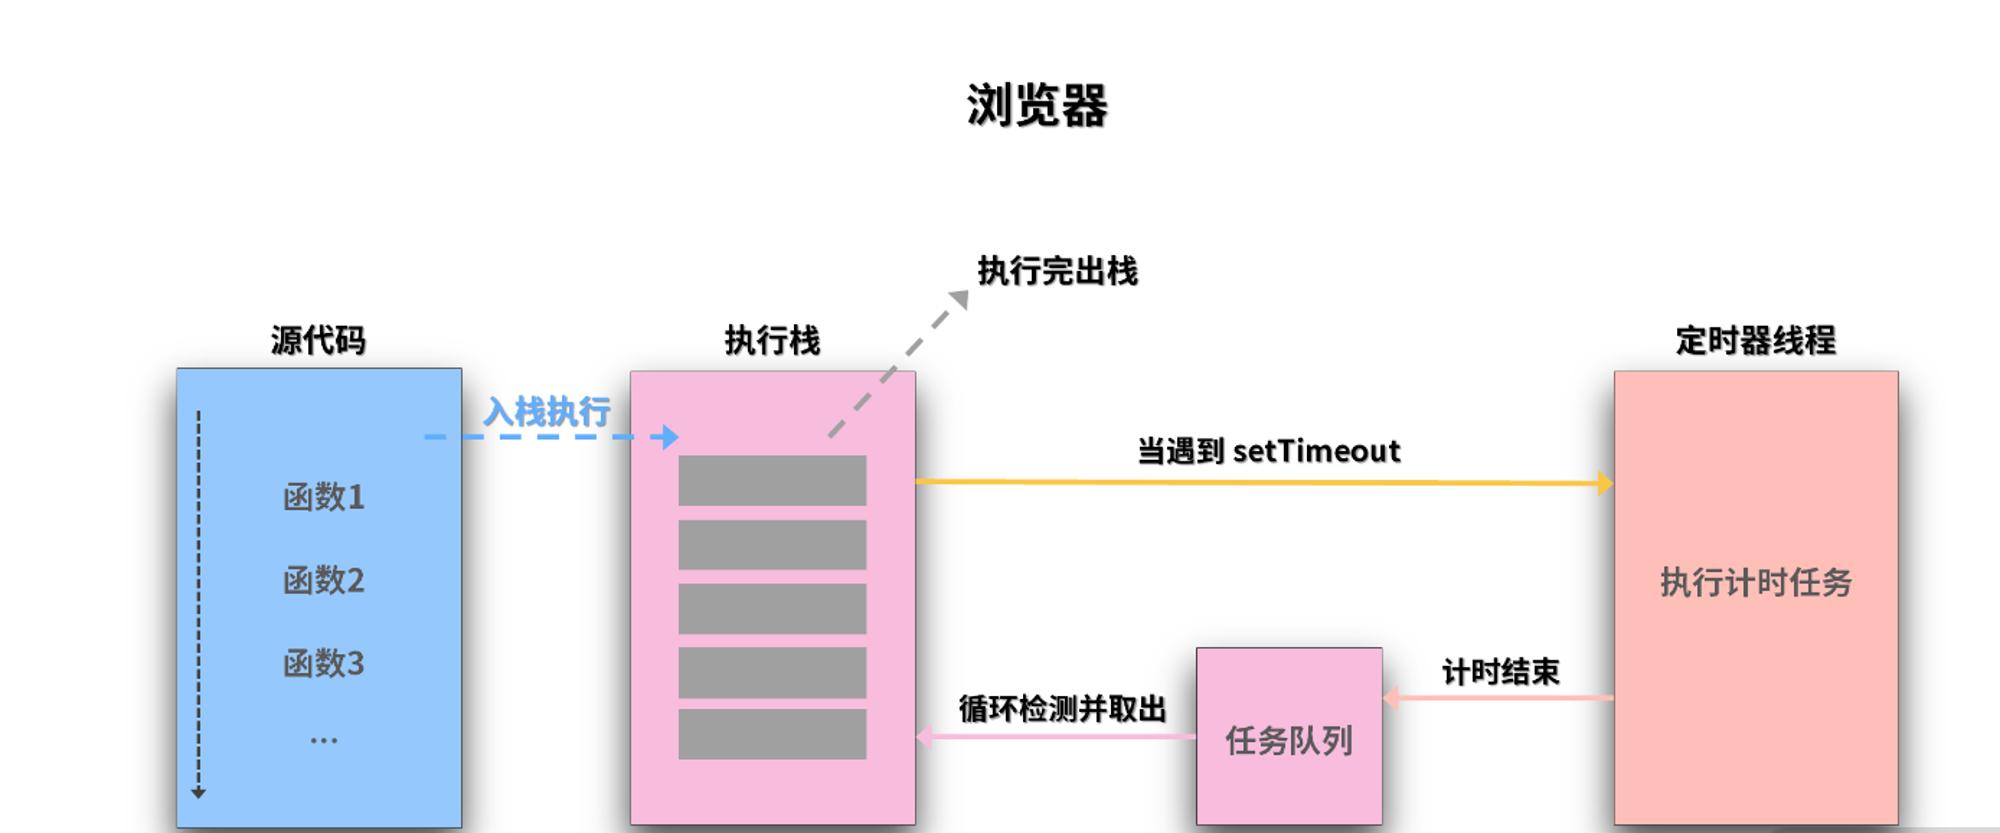 浏览器
执行完出栈
源代码
执行栈
定时器线程
入栈执行
当遇到 setTimeout
函数1
函数2
函数3
...
执行计时任务
计时结束
循环检测并取出
任务队列